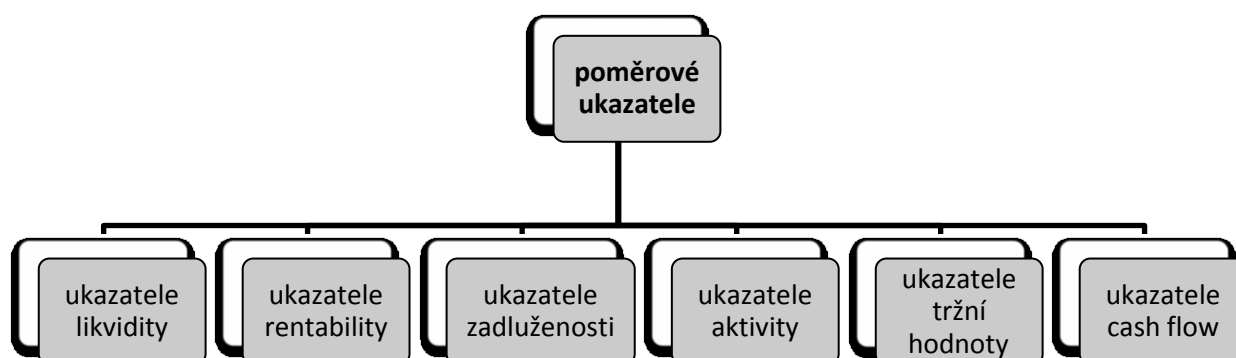 poměrové
ukazatele
ukazatele
likvidity
ukazatele
rentability
ukazatele
zadluženosti
ukazatele
aktivity
ukazatele
tržní
hodnoty
ukazatele
cash flow